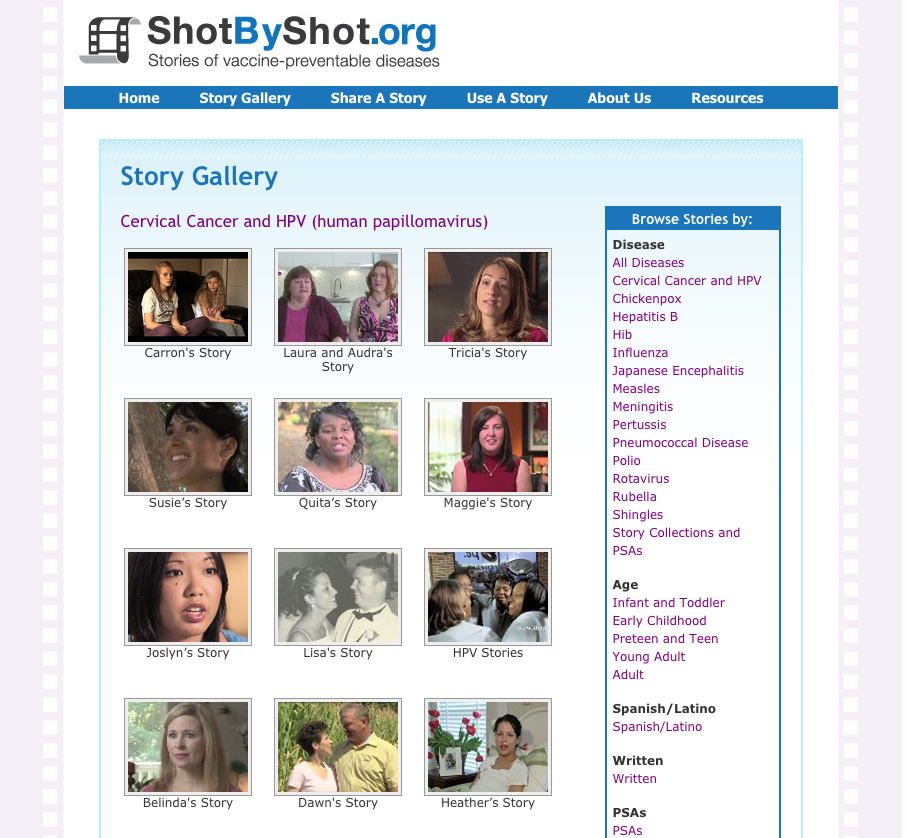 ShotByShot.org
Stories of vaccine-preventable diseases
Home Story Gallery Share A Story Use A Story About Us Resources
Story Gallery
Cervical Cancer and HPV (human papillomavirus)
Carron's Story
Laura and Audra's
Story
Tricia's Story
Susie’s Story
Quita’s Story
Maggie's Story
Joslyn’s Story
Lisa's Story
HPV Stories
Belinda's Story
Dawn's Story
Heather’s Story
Browse Stories by:
Disease
All Diseases
Cervical Cancer and HPV
Chickenpox
Hepatitis B
Hib
Influenza
Japanese Encephalitis
Measles
Meningitis
Pertussis
Pneumococcal Disease
Polio
Rotavirus
Rubella
Shingles
Story Collections and
PSAs
Age
Infant and Toddler
Early Childhood
Preteen and Teen
Young Adult
Adult
Spanish/Latino
Spanish/Latino
Written
Written
PSAs
PSAs